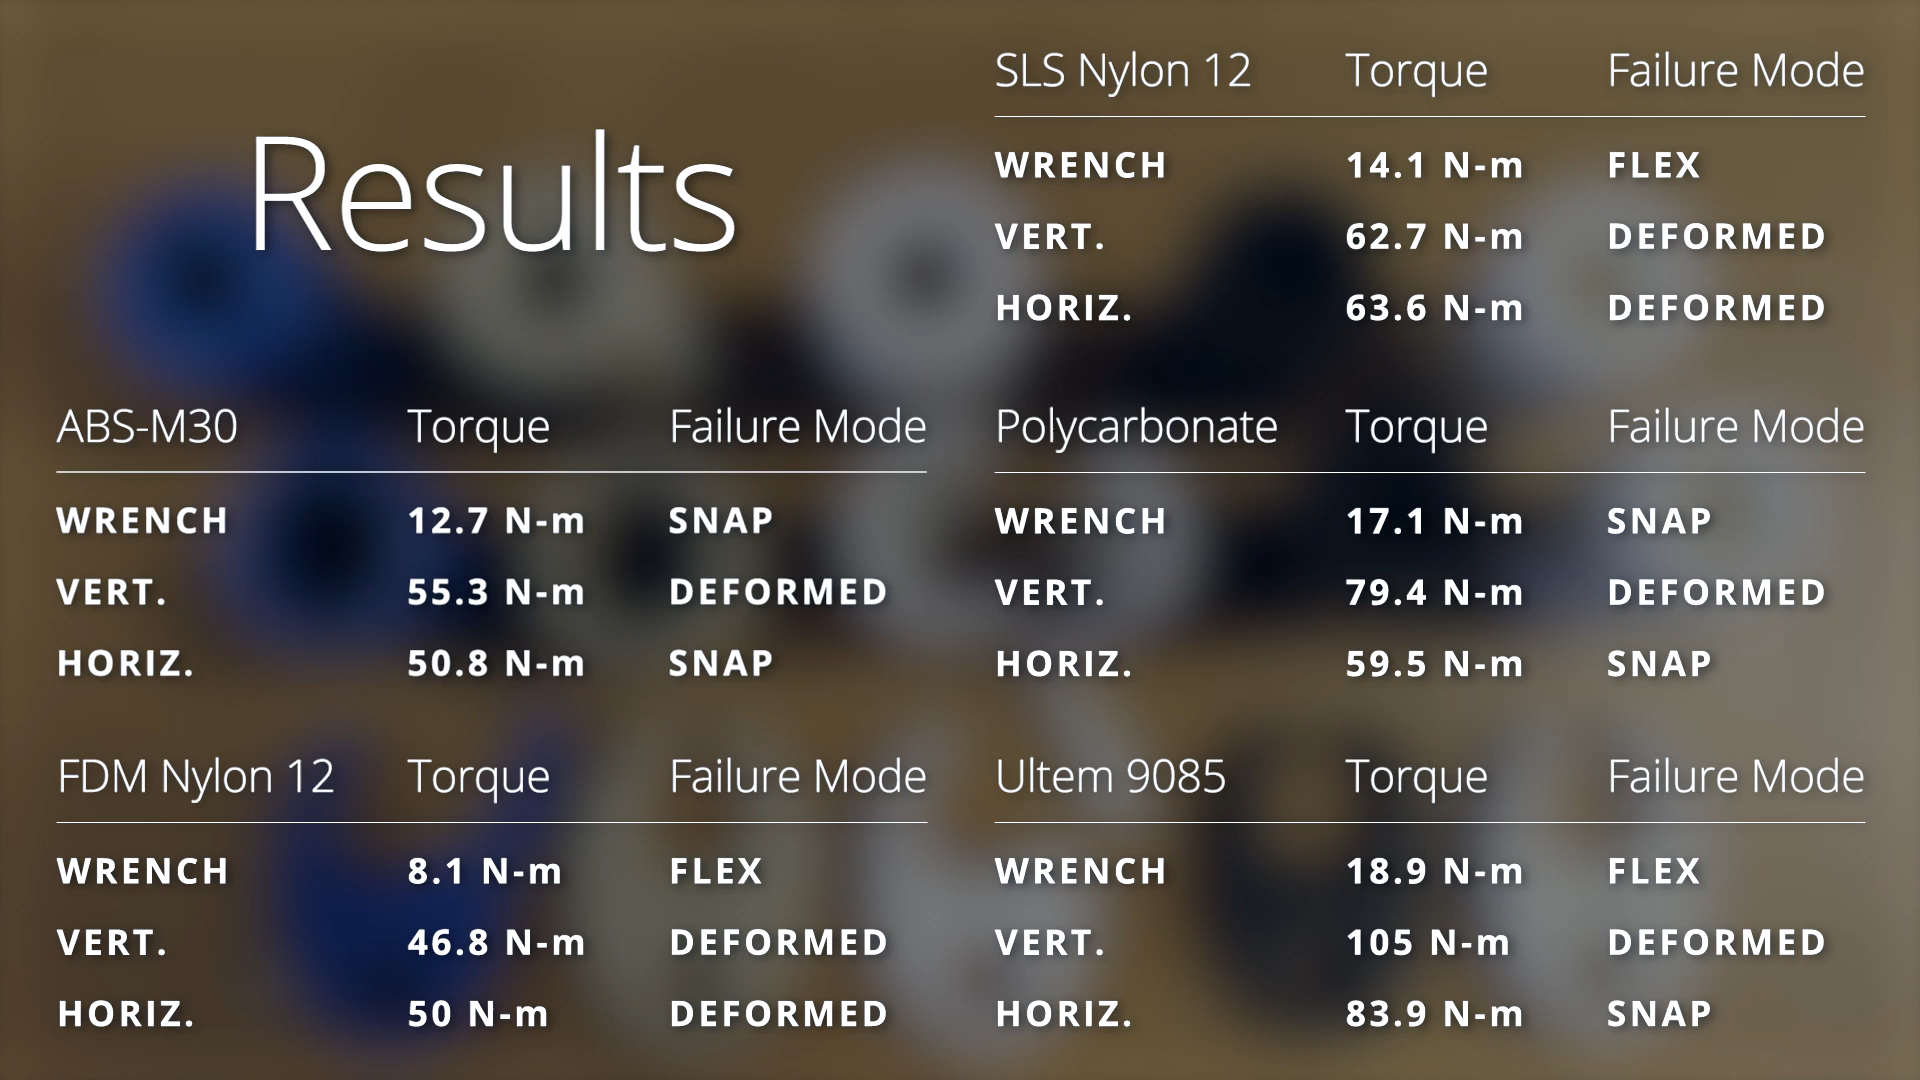 Results
SLS Nylon 12 Torque Failure Mode
WRENCH 14.1 N-m FLEX
VERT. 62.7 N-m DEFORMED
HORIZ. 63.6 N-m DEFORMED
ABS-M30 Torque Failure Mode
WRENCH 12.7 N-m SNAP
VERT. 55.3 N-m DEFORMED
HORIZ. 50.8 N-m SNAP
Polycarbonate Torque Failure Mode
WRENCH 17.1 N-m SNAP
VERT. 79.4 N-m DEFORMED
HORIZ. 59.5 N-m SNAP
FDM Nylon 12 Torque Failure Mode
WRENCH 8.1 N-m FLEX
VERT. 46.8 N-m DEFORMED
HORIZ. 50 N-m DEFORMED
Ultem 9085 Torque Failure Mode
WRENCH 18.9 N-m FLEX
VERT. 105 N-m DEFORMED
HORIZ. 83.9 N-m SNAP